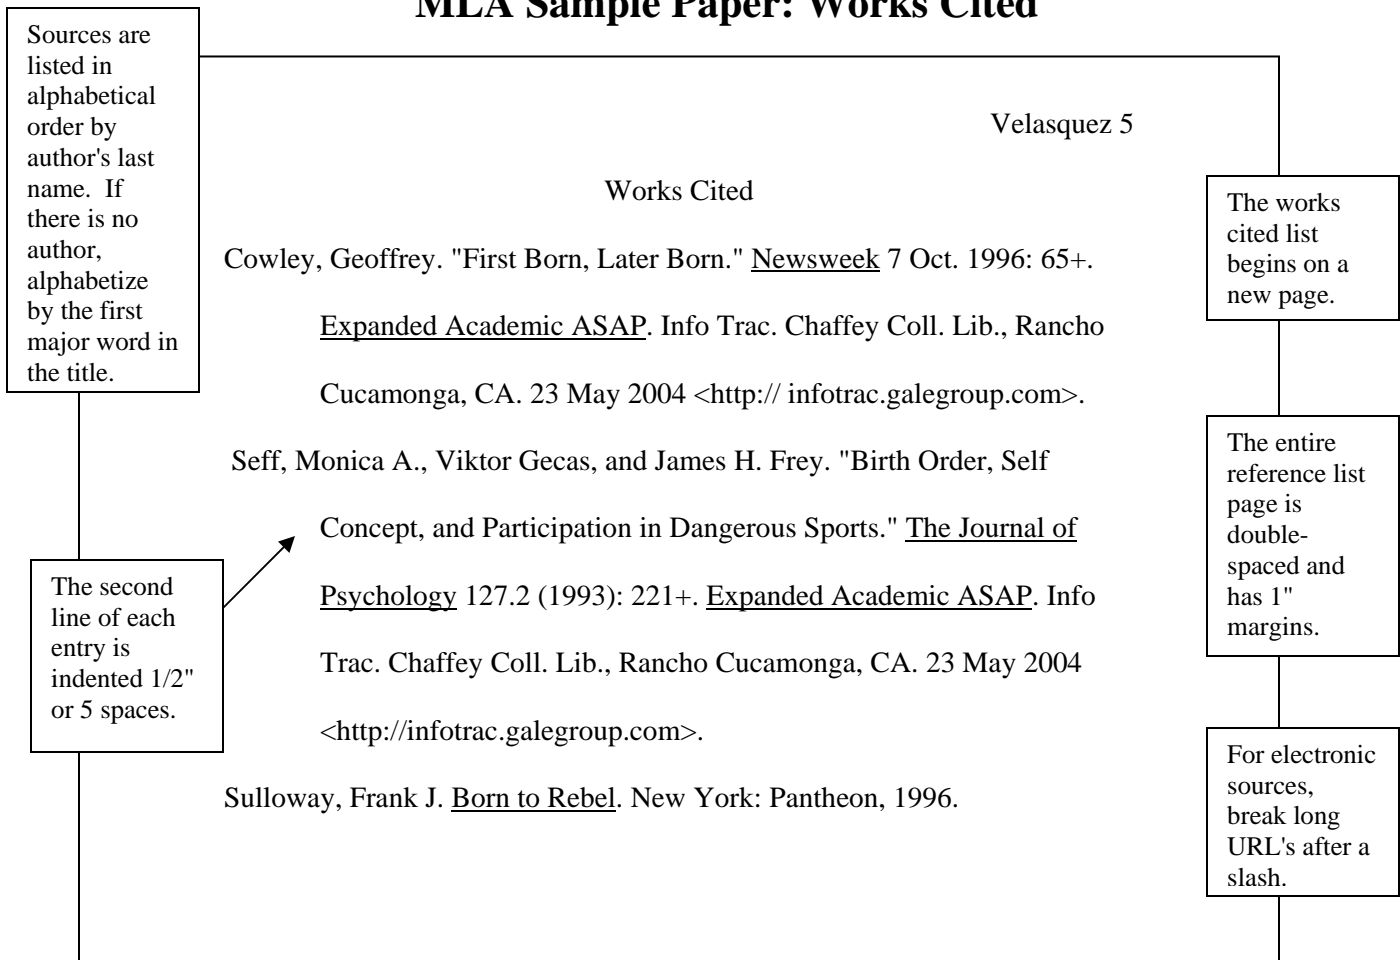 MLA Sample Paper: Works Cited
Sources are
listed in
alphabetical
order by
author's last
name.  If
there is no
author,
alphabetize
by the first
major word in
the title.
Velasquez 5
Works Cited
Cowley, Geoffrey. "First Born, Later Born." Newsweek 7 Oct. 1996: 65+.
Expanded Academic ASAP. Info Trac. Chaffey Coll. Lib., Rancho
Cucamonga, CA. 23 May 2004 <http:// infotrac.galegroup.com>.
Seff, Monica A., Viktor Gecas, and James H. Frey. "Birth Order, Self
Concept, and Participation in Dangerous Sports." The Journal of
Psychology 127.2 (1993): 221+. Expanded Academic ASAP. Info
Trac. Chaffey Coll. Lib., Rancho Cucamonga, CA. 23 May 2004
<http://infotrac.galegroup.com>.
Sulloway, Frank J. Born to Rebel. New York: Pantheon, 1996.
The second
line of each
entry is
indented 1/2"
or 5 spaces.
The works
cited list
begins on a
new page.
The entire
reference list
page is
double-
spaced and
has 1"
margins.
For electronic
sources,
break long
URL's after a
slash.